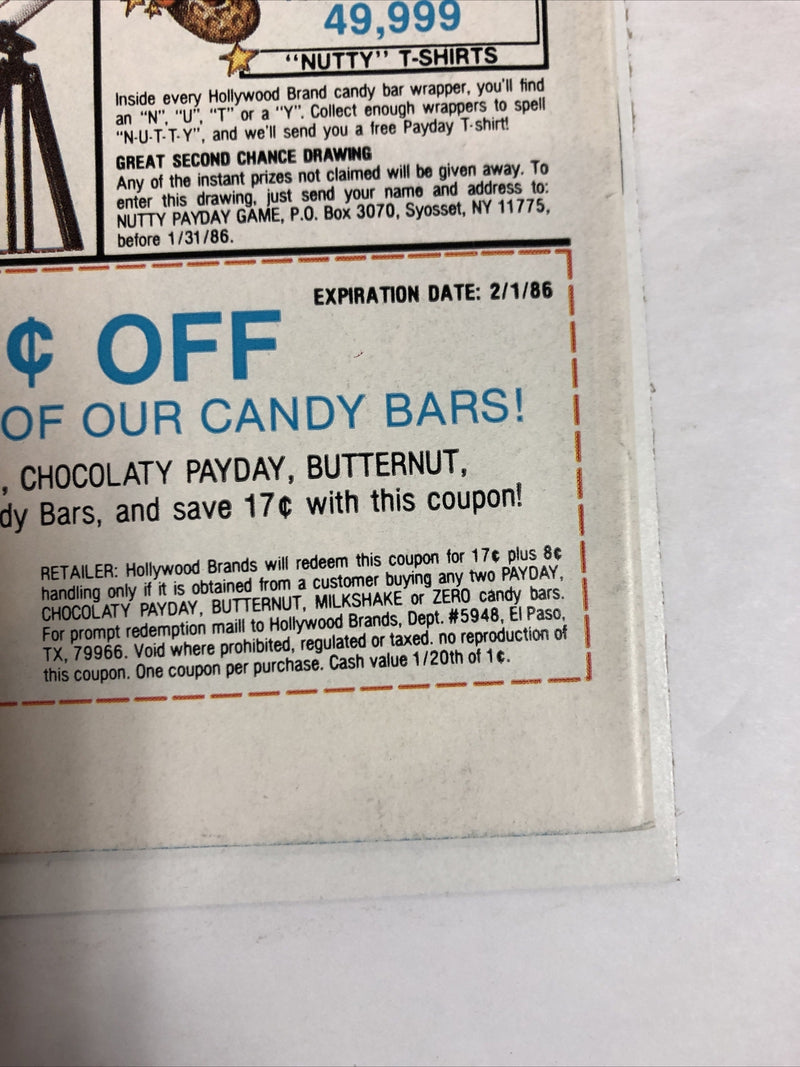 49,999
"NUTTY" T-SHIRTS
Inside every Hollywood Brand candy bar wrapper, you'll find
an "N", "U", "T" or a "Y". Collect enough wrappers to spell
"N-U-T-T-Y", and we'll send you a free Payday T-shirt!
GREAT SECOND CHANCE DRAWING
Any of the instant prizes not claimed will be given away. To
enter this drawing, just send your name and address to:
NUTTY PAYDAY GAME, P.O. Box 3070, Syosset, NY 11775,
before 1/31/86.
EXPIRATION DATE: 2/1/86
¢ OFF
OF OUR CANDY BARS!
, CHOCOLATY PAYDAY, BUTTERNUT,
dy Bars, and save 17¢ with this coupon!
RETAILER: Hollywood Brands will redeem this coupon for 17¢ plus 8¢
handling only if it is obtained from a customer buying any two PAYDAY,
CHOCOLATY PAYDAY, BUTTERNUT, MILKSHAKE or ZERO candy bars.
For prompt redemption maill to Hollywood Brands, Dept. #5948, El Paso,
TX, 79966. Void where prohibited, regulated or taxed. no reproduction of
this coupon. One coupon per purchase. Cash value 1/20th of 1¢.